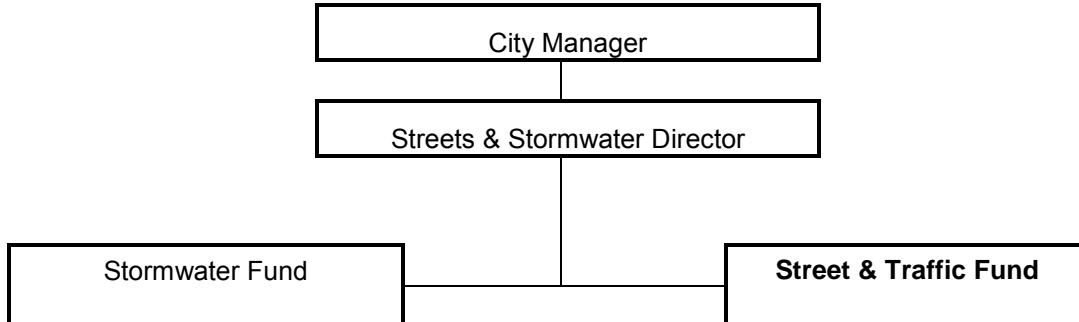 City Manager
Streets & Stormwater Director
Stormwater Fund
Street & Traffic Fund